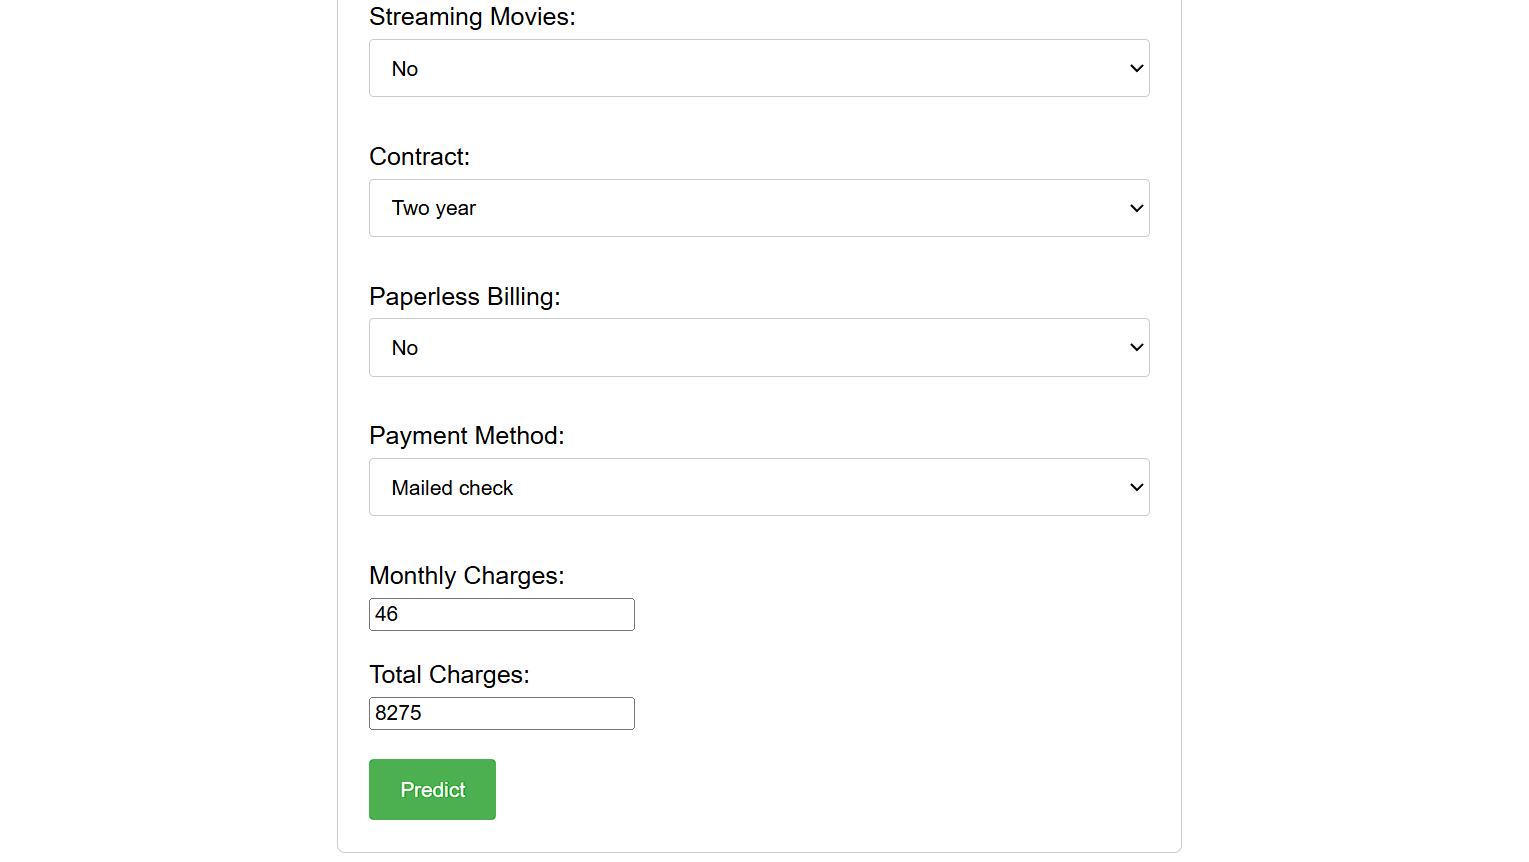 Streaming Movies:
No
Contract:
Two year
Paperless Billing:
No
Payment Method:
Mailed check
Monthly Charges:
46
Total Charges:
8275
Predict